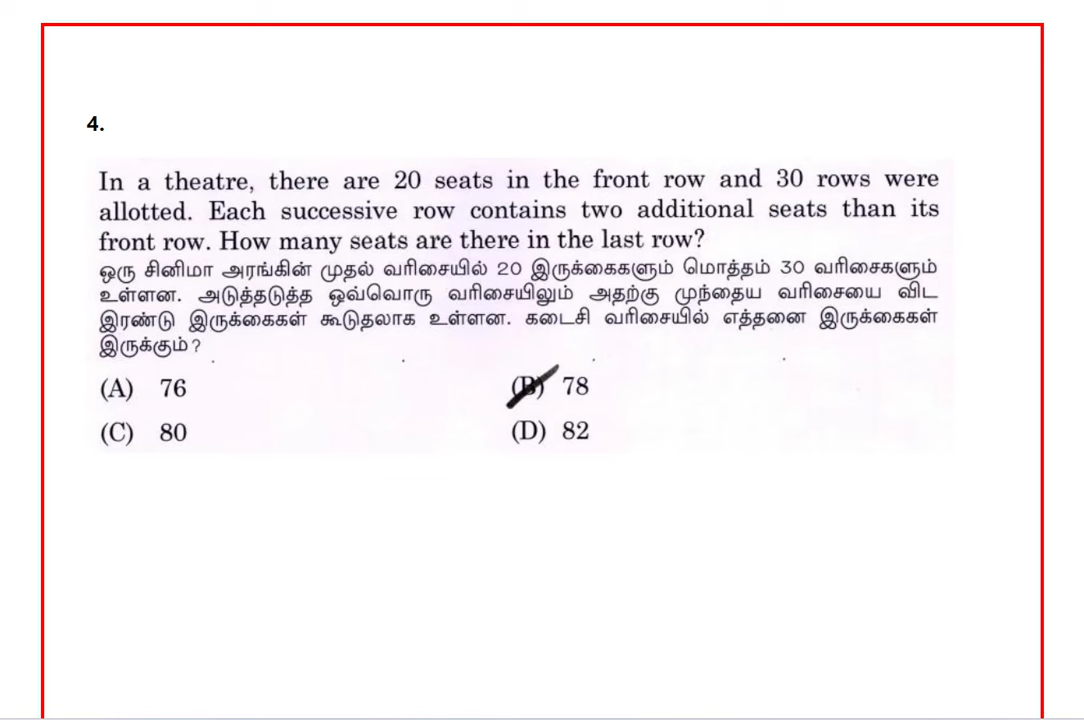 4.
In a theatre, there are 20 seats in the front row and 30 rows were
allotted. Each successive row contains two additional seats than its
front row. How many seats are there in the last row?
ஒரு சினிமா அரங்கின் முதல் வரிசையில் 20 இருக்கைகளும் மொத்தம் 30 வரிசைகளும்
உள்ளன. அடுத்தடுத்த ஒவ்வொரு வரிசையிலும் அதற்கு முந்தைய வரிசையை விட
இரண்டு இருக்கைகள் கூடுதலாக உள்ளன. கடைசி வரிசையில் எத்தனை இருக்கைகள்
இருக்கும்?
(A) 76 (B) 78
(C) 80 (D) 82